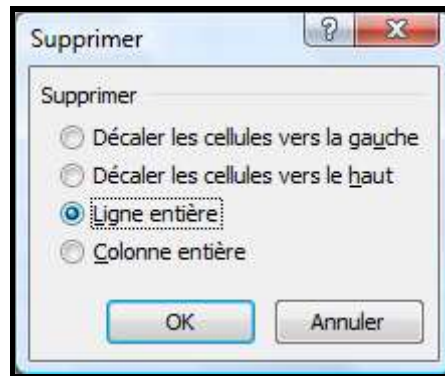 Supprimer
Supprimer
Décaler les cellules vers la gauche
Décaler les cellules vers le haut
Ligne entière
Colonne entière
OK
Annuler